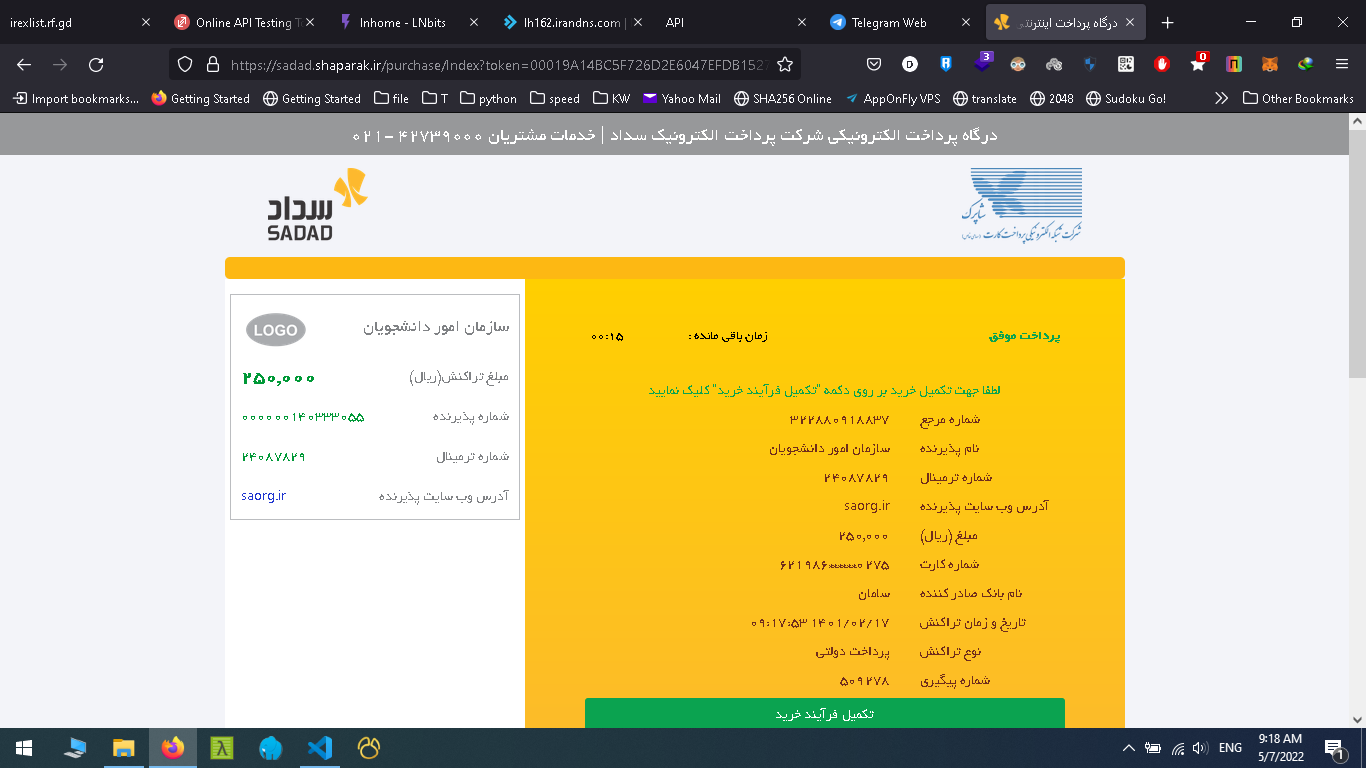 irexlist.rf.gd
Online API Testing T
Inhome - LNbits
lh162.irandns.com |
API
Telegram Web
درگاه پرداخت اینترنتی
https://sadad.shaparak.ir/purchase/Index?token=00019A14BC5F726D2E6047EFDB1527
3
0
Import bookmarks...
Getting Started
Getting Started
file
T
python
speed
KW
Yahoo Mail
SHA256 Online
AppOnFly VPS
translate
2048
Sudoku Go!
Other Bookmarks
درگاه پرداخت الکترونیکی شرکت پرداخت الکترونیک سداد | خدمات مشتریان ۴۲۷۳۹۰۰۰ -۰۲۱
سداد
SADAD
شاپرک
شرکت شبکه الکترونیکی پرداخت کارت
سازمان امور دانشجویان
LOGO
مبلغ تراکنش(ریال) ۲۵۰,۰۰۰
شماره پذیرنده ۰۰۰۰۰۰۱۴۰۳۳۳۰۵۵
شماره ترمینال ۲۴۰۸۷۸۲۹
آدرس وب سایت پذیرنده saorg.ir
پرداخت موفق
زمان باقی مانده : ۰۰:۱۵
لطفا جهت تکمیل خرید بر روی دکمه "تکمیل فرآیند خرید" کلیک نمایید
شماره مرجع ۳۲۲۸۸۰۹۱۸۸۳۷
نام پذیرنده سازمان امور دانشجویان
شماره ترمینال ۲۴۰۸۷۸۲۹
آدرس وب سایت پذیرنده saorg.ir
مبلغ (ریال) ۲۵۰,۰۰۰
شماره کارت ۶۲۱۹۸۶******۰۲۷۵
نام بانک صادر کننده سامان
تاریخ و زمان تراکنش ۱۴۰۱/۰۲/۱۷ ۰۹:۱۷:۵۳
نوع تراکنش پرداخت دولتی
شماره پیگیری ۵۰۹۲۷۸
تکمیل فرآیند خرید
ENG
9:18 AM
5/7/2022
1